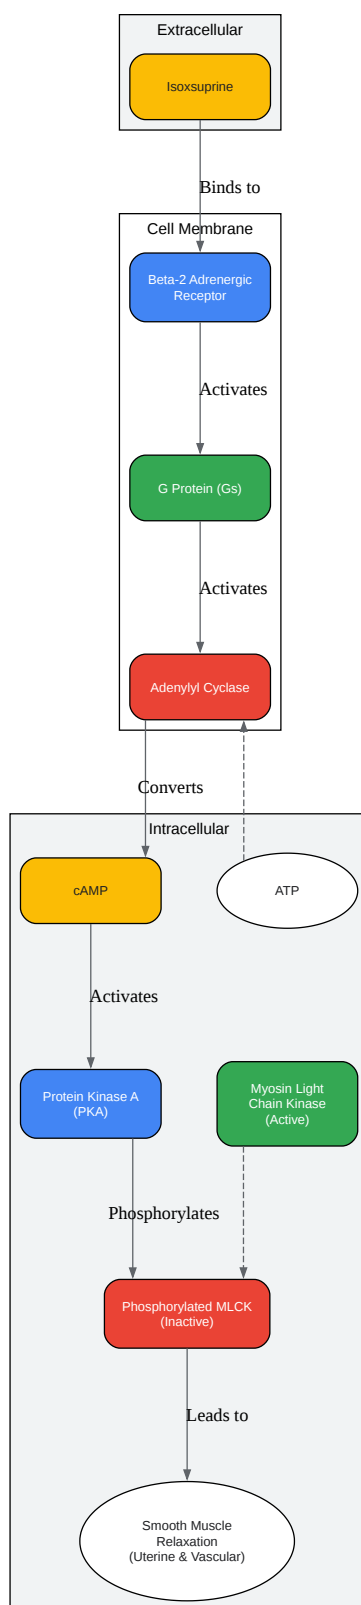 Extracellular
Isoxsuprine
Binds to
Cell Membrane
Beta-2 Adrenergic
Receptor
Activates
G Protein (Gs)
Activates
Adenylyl Cyclase
Converts
Intracellular
cAMP
ATP
Activates
Protein Kinase A
(PKA)
Myosin Light
Chain Kinase
(Active)
Phosphorylates
Phosphorylated MLCK
(Inactive)
Leads to
Smooth Muscle
Relaxation
(Uterine & Vascular)